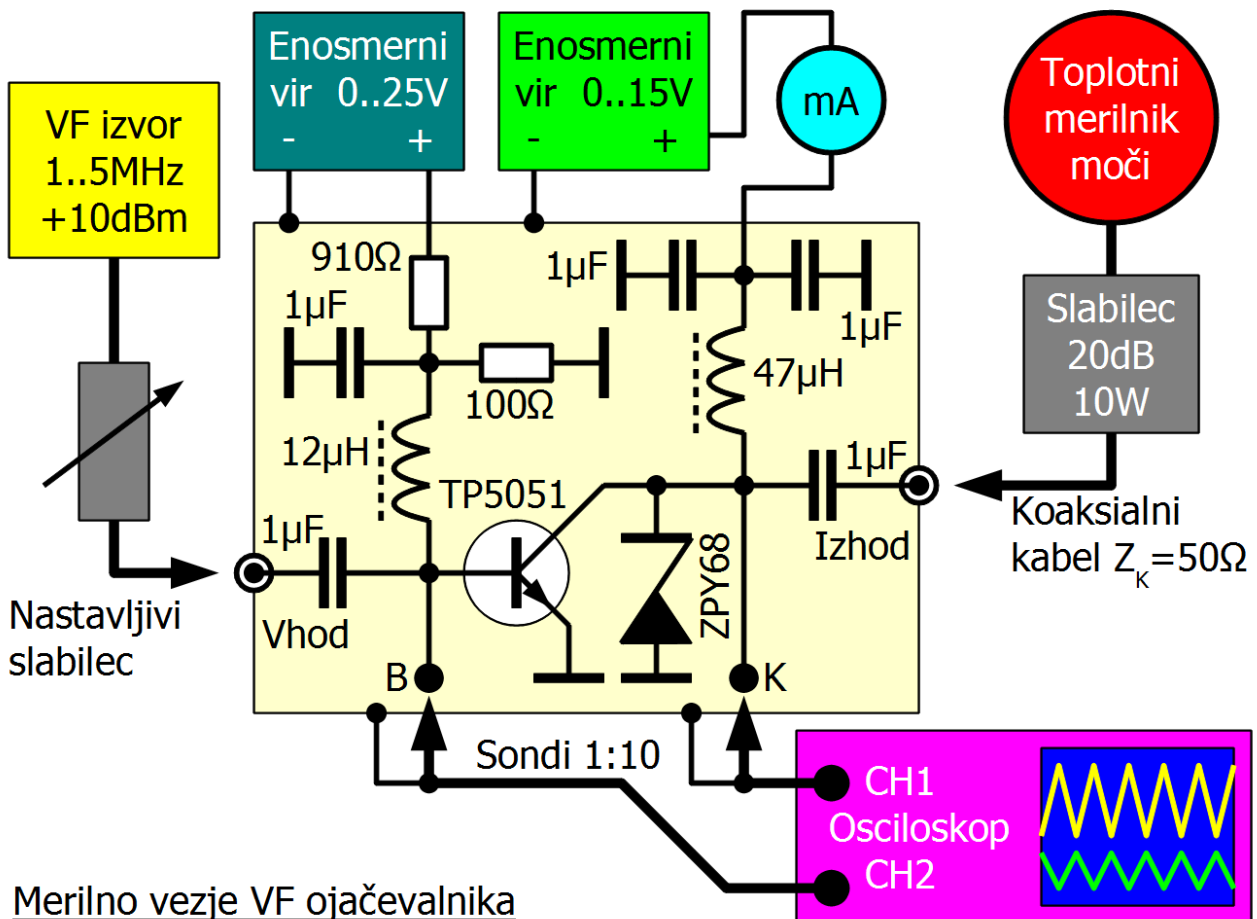 Enosmerni
vir 0..25V
- +
Enosmerni
vir 0..15V
- +
mA
Toplotni
merilnik
moči
VF izvor
1..5MHz
+10dBm
910Ω
1µF
1µF
1µF
100Ω
47µH
Slabilec
20dB
10W
12µH
TP5051
1µF
1µF
Izhod
Koaksialni
kabel ZK=50Ω
ZPY68
Nastavljivi
slabilec
Vhod
B
K
Sondi 1:10
CH1
Osciloskop
CH2
Merilno vezje VF ojačevalnika